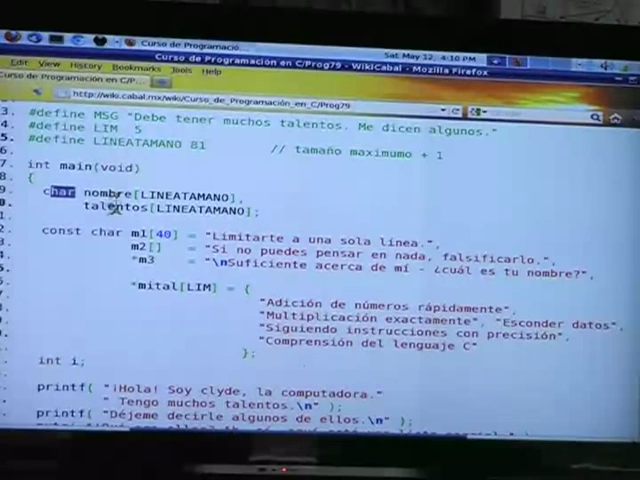 Curso de Programació...
Sat May 12, 4:10 PM
Curso de Programación en C/Prog79 - WikiCabal - Mozilla Firefox
Edit View History Bookmarks Tools Help
Curso de Programación en C/P...
http://wiki.cabal.mx/wiki/Curso_de_Programación_en_C/Prog79
3. #define MSG "Debe tener muchos talentos. Me dicen algunos."
4. #define LIM 5
5. #define LINEATAMANO 81 // tamaño maximumo + 1
6.
7. int main(void)
8. {
9. char nombre[LINEATAMANO],
0. talentos[LINEATAMANO];
1.
2. const char m1[40] = "Limitarte a una sola línea.",
3. m2[] = "Si no puedes pensar en nada, falsificarlo.",
*m3 = "\nSuficiente acerca de mí - ¿cuál es tu nombre?",
*mital[LIM] = {
"Adición de números rápidamente",
"Multiplicación exactamente", "Esconder datos",
"Siguiendo instrucciones con precisión",
"Comprensión del lenguaje C"
};
int i;
printf( "¡Hola! Soy clyde, la computadora."
" Tengo muchos talentos.\n" );
printf( "Déjeme decirle algunos de ellos.\n" );